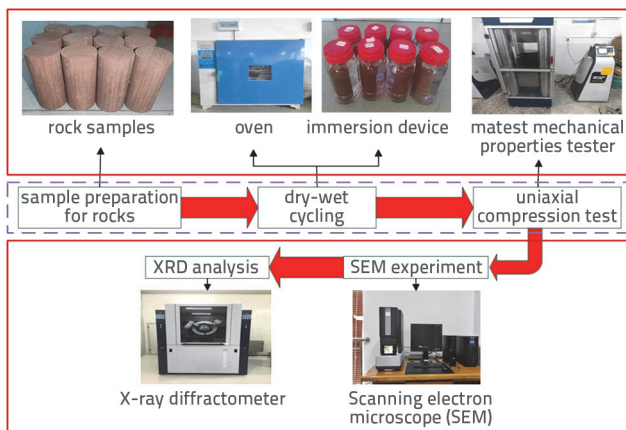 rock samples
oven
immersion device
matest mechanical
properties tester
sample preparation
for rocks
dry-wet
cycling
uniaxial
compression test
XRD analysis
SEM experiment
X-ray diffractometer
Scanning electron
microscope (SEM)